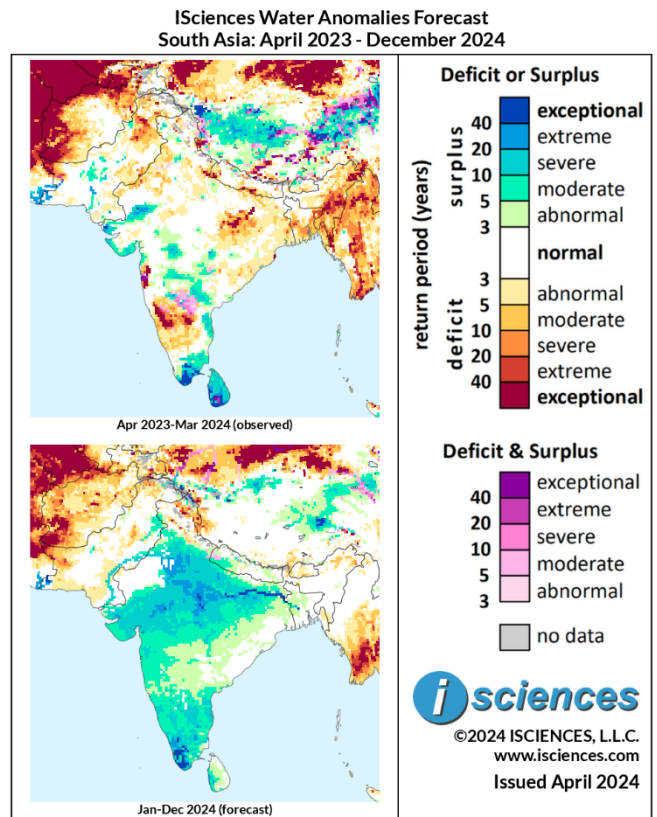 ISciences Water Anomalies Forecast
South Asia: April 2023 - December 2024
Apr 2023-Mar 2024 (observed)
Jan-Dec 2024 (forecast)
Deficit or Surplus
return period (years)
surplus
deficit
exceptional
40
extreme
20
severe
10
moderate
5
abnormal
3
normal
3
abnormal
5
moderate
10
severe
20
extreme
40
exceptional
Deficit & Surplus
exceptional
40
extreme
20
severe
10
moderate
5
abnormal
3
no data
i sciences
©2024 ISCIENCES, L.L.C.
www.isciences.com
Issued April 2024